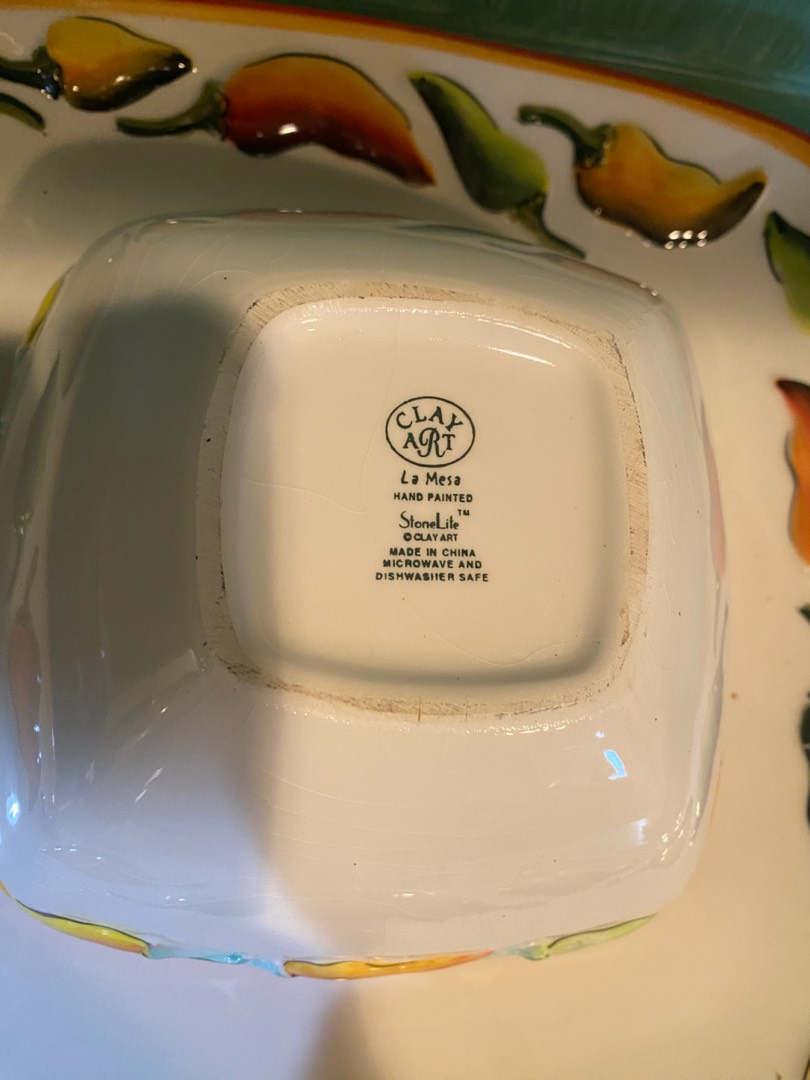 CLAY
ART
La Mesa
HAND PAINTED
StoneLite™
© CLAY ART
MADE IN CHINA
MICROWAVE AND
DISHWASHER SAFE